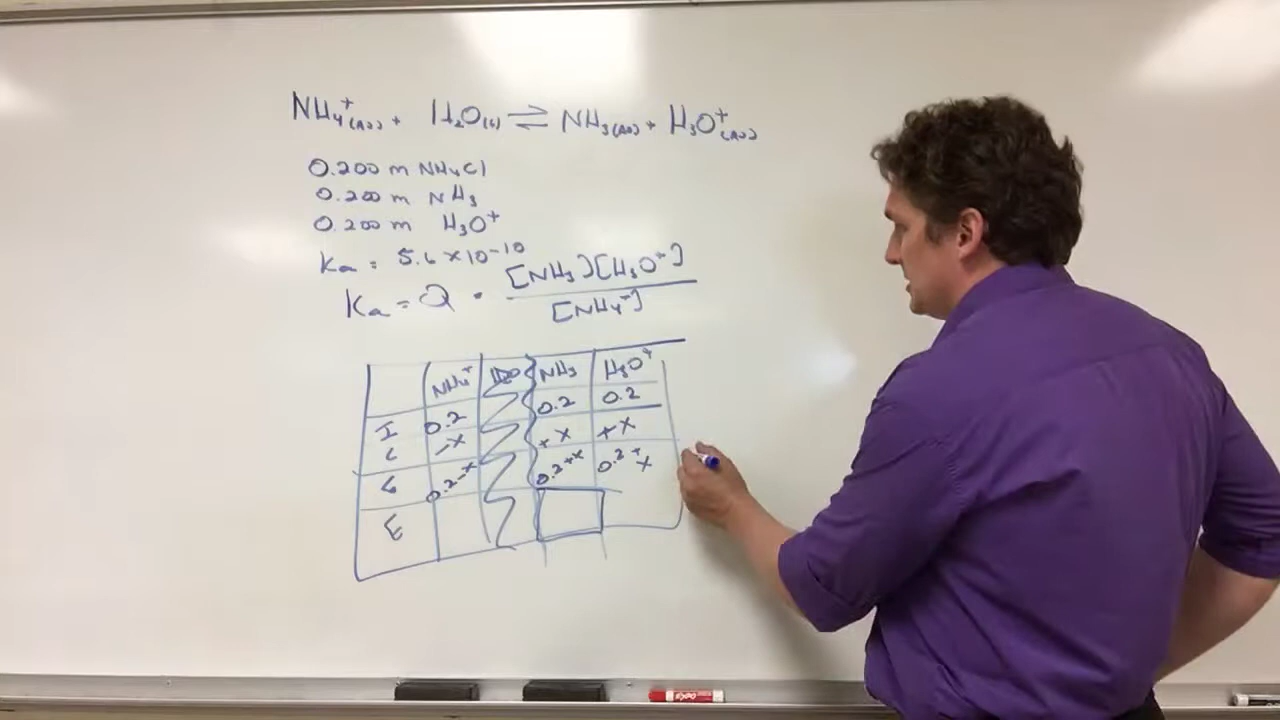 NH₄⁺(aq) + H₂O(l) ⇌ NH₃(aq) + H₃O⁺(aq)
0.200 m NH₄Cl
0.200 m NH₃
0.200 m H₃O⁺
Ka = 5.6 x 10-10
Ka = Q = [NH₃][H₃O⁺]
[NH₄⁺]
NH₄⁺ H₂O NH₃ H₃O⁺
I 0.2 0.2 0.2
C -x +x +x
E 0.2-x 0.2+x 0.2+x
E
EXPO